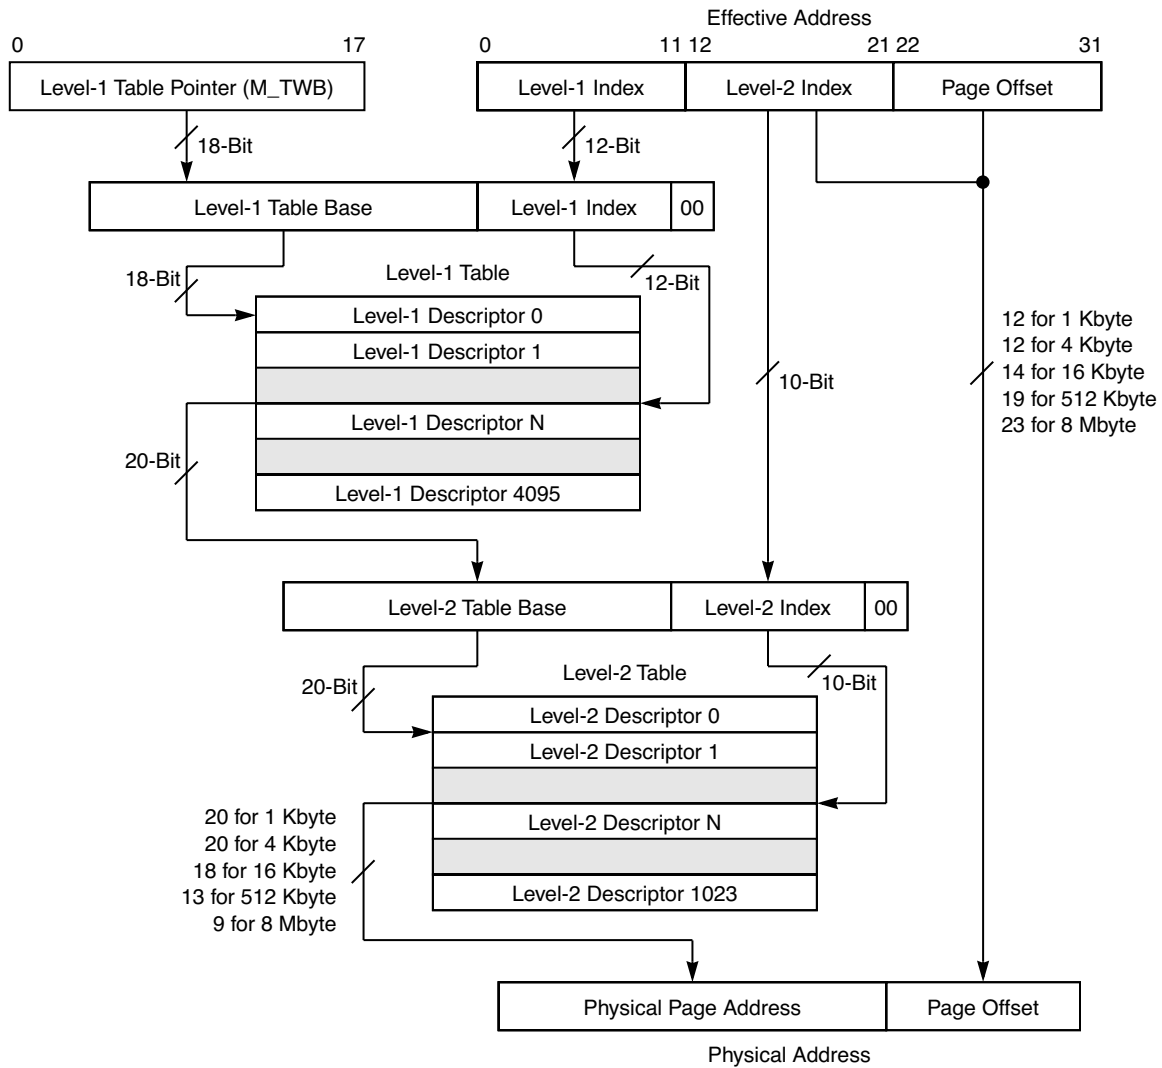 Effective Address
0 17 0 11 12 21 22 31
Level-1 Table Pointer (M_TWB) Level-1 Index Level-2 Index Page Offset
18-Bit 12-Bit
Level-1 Table Base Level-1 Index 00
18-Bit Level-1 Table 12-Bit
Level-1 Descriptor 0
Level-1 Descriptor 1
Level-1 Descriptor N
Level-1 Descriptor 4095
20-Bit
10-Bit
12 for 1 Kbyte
12 for 4 Kbyte
14 for 16 Kbyte
19 for 512 Kbyte
23 for 8 Mbyte
Level-2 Table Base Level-2 Index 00
20-Bit Level-2 Table 10-Bit
Level-2 Descriptor 0
Level-2 Descriptor 1
Level-2 Descriptor N
Level-2 Descriptor 1023
20 for 1 Kbyte
20 for 4 Kbyte
18 for 16 Kbyte
13 for 512 Kbyte
9 for 8 Mbyte
Physical Page Address Page Offset
Physical Address